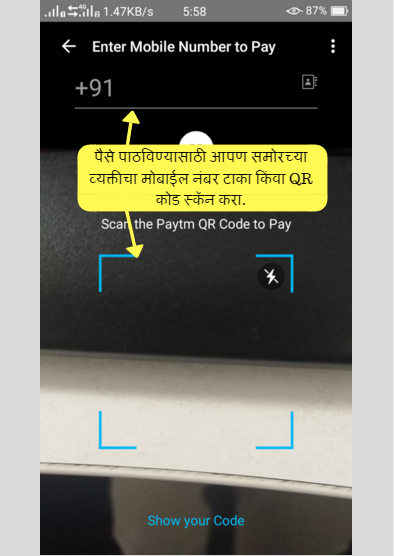 1.47KB/s 5:58 87%
Enter Mobile Number to Pay
+91
पैसे पाठविण्यासाठी आपण समोरच्या
व्यक्तीचा मोबाईल नंबर टाका किंवा QR
कोड स्कॅन करा.
Scan the Paytm QR Code to Pay
Show your Code